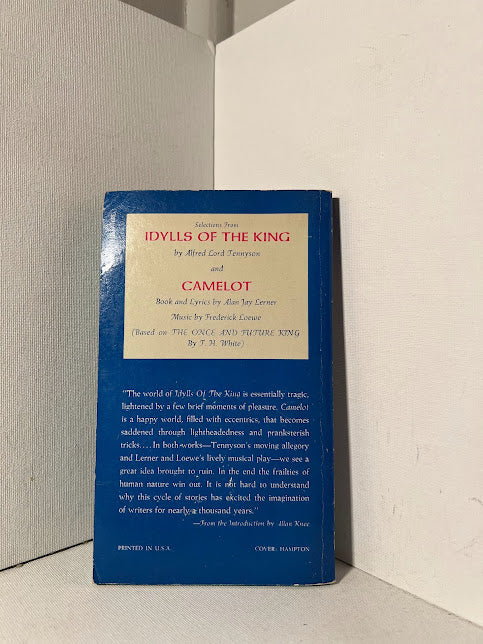 Selections From
IDYLLS OF THE KING
by Alfred Lord Tennyson
and
CAMELOT
Book and Lyrics by Alan Jay Lerner
Music by Frederick Loewe
(Based on THE ONCE AND FUTURE KING
By T. H. White)
"The world of Idylls Of The King is essentially tragic,
lightened by a few brief moments of pleasure. Camelot
is a happy world, filled with eccentrics, that becomes
saddened through lightheadedness and pranksterish
tricks.... In both works—Tennyson's moving allegory
and Lerner and Loewe's lively musical play—we see a
great idea brought to ruin. In the end the frailties of
human nature win out. It is not hard to understand
why this cycle of stories has excited the imagination
of writers for nearly a thousand years."
—From the Introduction by Allan Knee
PRINTED IN U.S.A.
COVER: HAMPTON